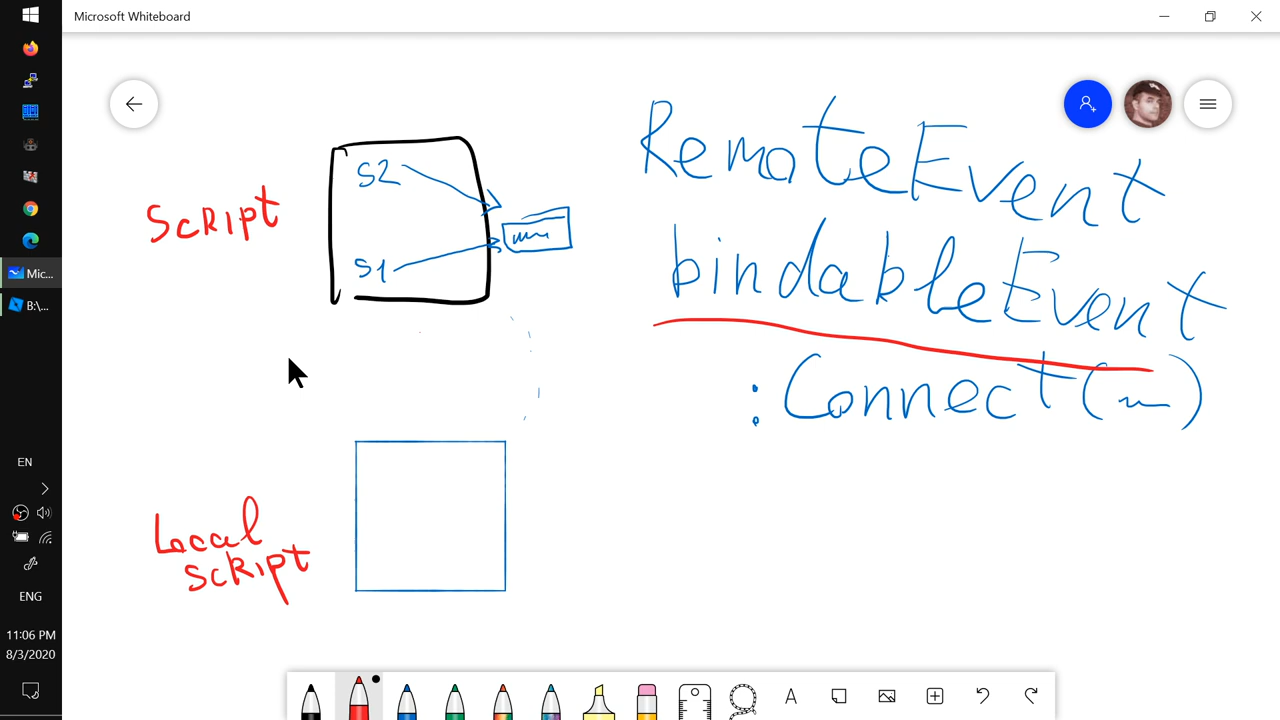 Microsoft Whiteboard
RemoteEvent
bindableEvent
:Connect(
)
Script
S2
S1
Local
script
Mic...
B:\...
EN
ENG
11:06 PM
8/3/2020
A